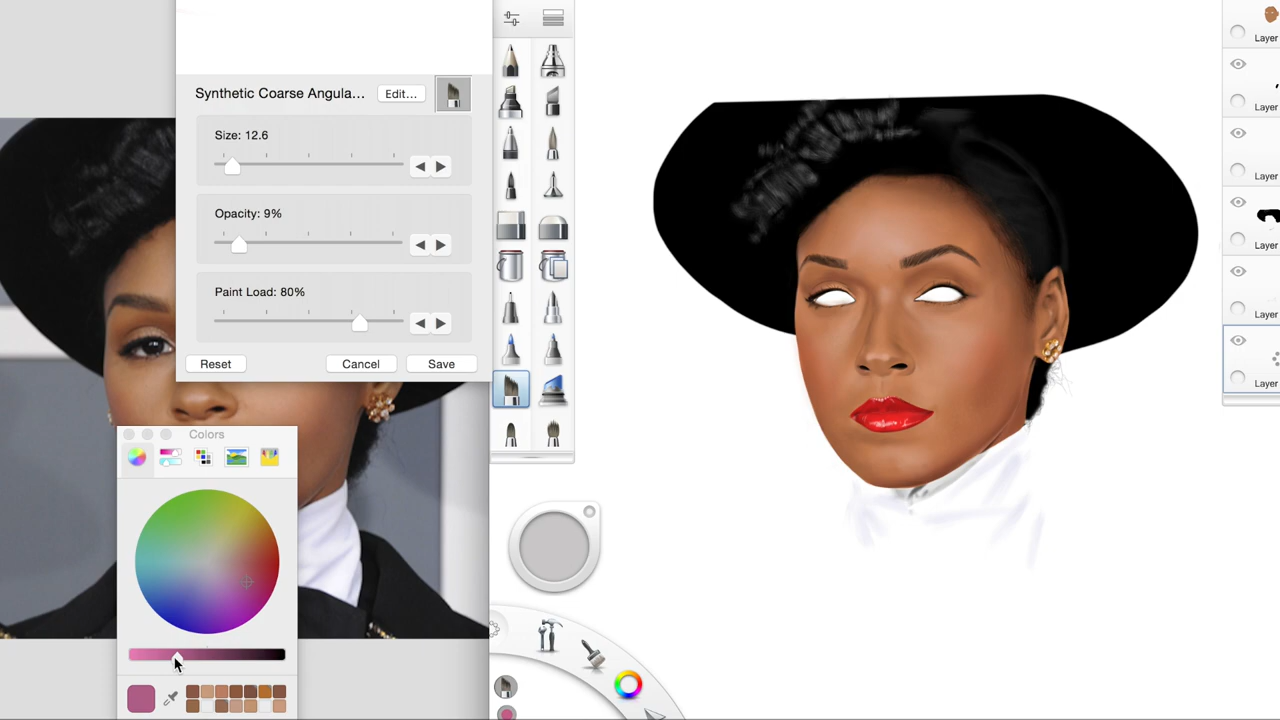 Synthetic Coarse Angula...
Edit...
Size: 12.6
Opacity: 9%
Paint Load: 80%
Reset
Cancel
Save
Colors
Layer
Layer
Layer
Layer
Layer
Layer